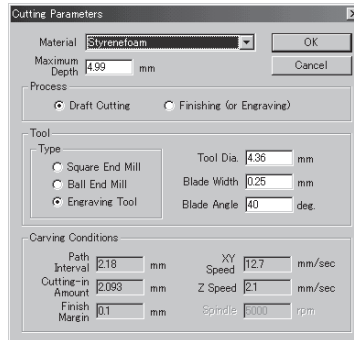 Cutting Parameters
Material Styrenefoam OK
Maximum Depth 4.99 mm Cancel
Process
Draft Cutting Finishing (or Engraving)
Tool
Type
Square End Mill
Ball End Mill
Engraving Tool
Tool Dia. 4.36 mm
Blade Width 0.25 mm
Blade Angle 40 deg.
Carving Conditions
Path Interval 2.18 mm XY Speed 12.7 mm/sec
Cutting-in Amount 2.093 mm Z Speed 2.1 mm/sec
Finish Margin 0.1 mm Spindle 5000 rpm